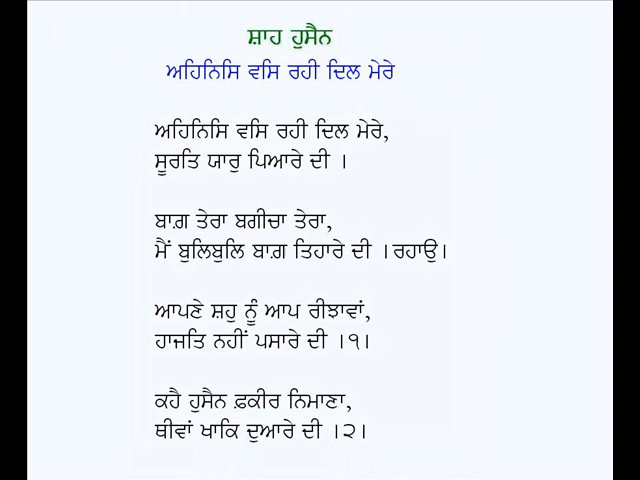 ਸ਼ਾਹ ਹੁਸੈਨ
ਅਹਿਨਿਸਿ ਵਸਿ ਰਹੀ ਦਿਲ ਮੇਰੇ
ਅਹਿਨਿਸਿ ਵਸਿ ਰਹੀ ਦਿਲ ਮੇਰੇ,
ਸੂਰਤਿ ਯਾਰੁ ਪਿਆਰੇ ਦੀ ।
ਬਾਗ਼ ਤੇਰਾ ਬਗੀਚਾ ਤੇਰਾ,
ਮੈਂ ਬੁਲਿਬੁਲਿ ਬਾਗ਼ ਤਿਹਾਰੇ ਦੀ ।ਰਹਾਉ।
ਆਪਣੇ ਸ਼ਹੁ ਨੂੰ ਆਪ ਰੀਝਾਵਾਂ,
ਹਾਜਤਿ ਨਹੀਂ ਪਸਾਰੇ ਦੀ ।੧।
ਕਹੈ ਹੁਸੈਨ ਫ਼ਕੀਰ ਨਿਮਾਣਾ,
ਥੀਵਾਂ ਖਾਕਿ ਦੁਆਰੇ ਦੀ ।੨।